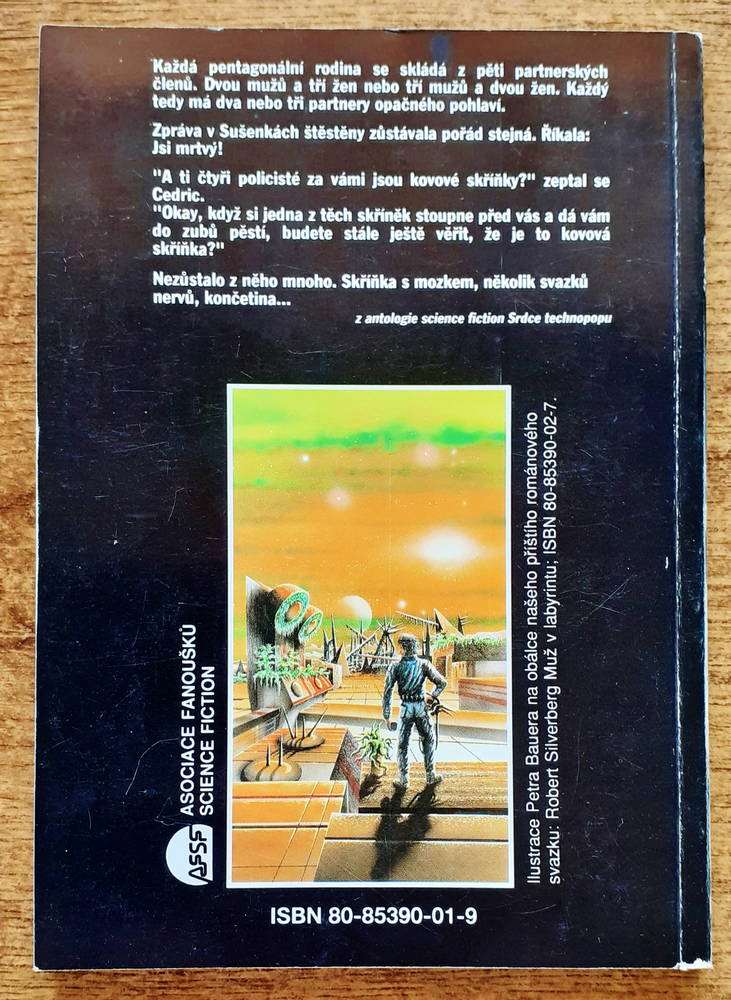 Každá pentagonální rodina se skládá z pěti partnerských
členů. Dvou mužů a tří žen nebo tří mužů a dvou žen. Každý
tedy má dva nebo tři partnery opačného pohlaví.
Zpráva v Sušenkách štěstěny zůstávala pořád stejná. Říkala:
Jsi mrtvý!
"A ti čtyři policisté za vámi jsou kovové skříňky?" zeptal se
Cedric.
"Okay, když si jedna z těch skříněk stoupne před vás a dá vám
do zubů pěstí, budete stále ještě věřit, že je to kovová
skříňka?"
Nezůstalo z něho mnoho. Skříňka s mozkem, několik svazků
nervů, končetina...
z antologie science fiction Srdce technopopu
AFSF
ASOCIACE FANOUŠKŮ
SCIENCE FICTION
Ilustrace Petra Bauera na obálce našeho příštího románového
svazku: Robert Silverberg Muž v labyrintu; ISBN 80-85390-02-7.
ISBN 80-85390-01-9